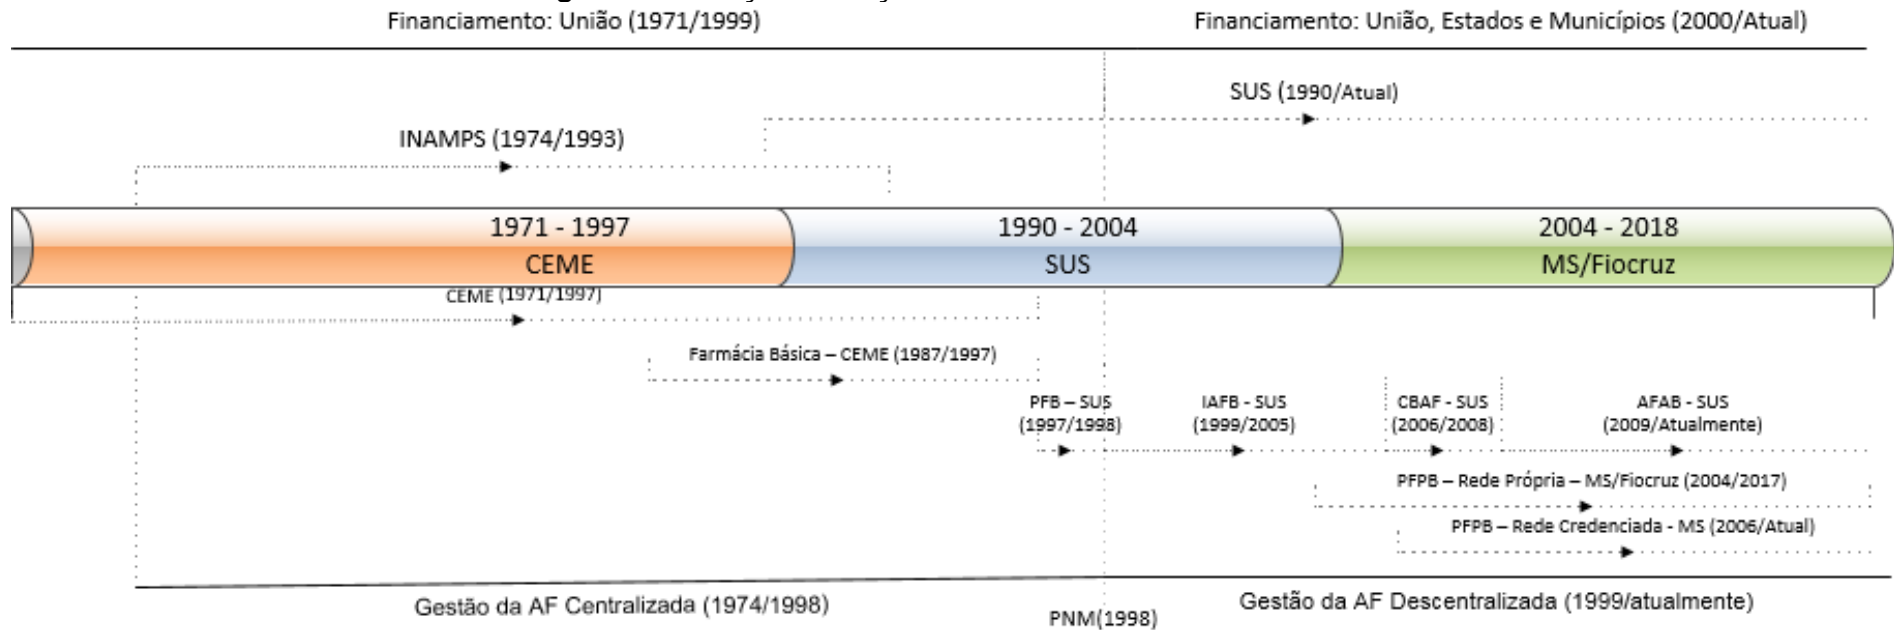 Financiamento: União (1971/1999)
Financiamento: União, Estados e Municípios (2000/Atual)
SUS (1990/Atual)
INAMPS (1974/1993)
1971 - 1997
CEME
1990 - 2004
SUS
2004 - 2018
MS/Fiocruz
CEME (1971/1997)
Farmácia Básica – CEME (1987/1997)
PFB – SUS
(1997/1998)
IAFB - SUS
(1999/2005)
CBAF - SUS
(2006/2008)
AFAB - SUS
(2009/Atualmente)
PFPB – Rede Própria – MS/Fiocruz (2004/2017)
PFPB – Rede Credenciada - MS (2006/Atual)
Gestão da AF Centralizada (1974/1998)
Gestão da AF Descentralizada (1999/atualmente)
PNM(1998)